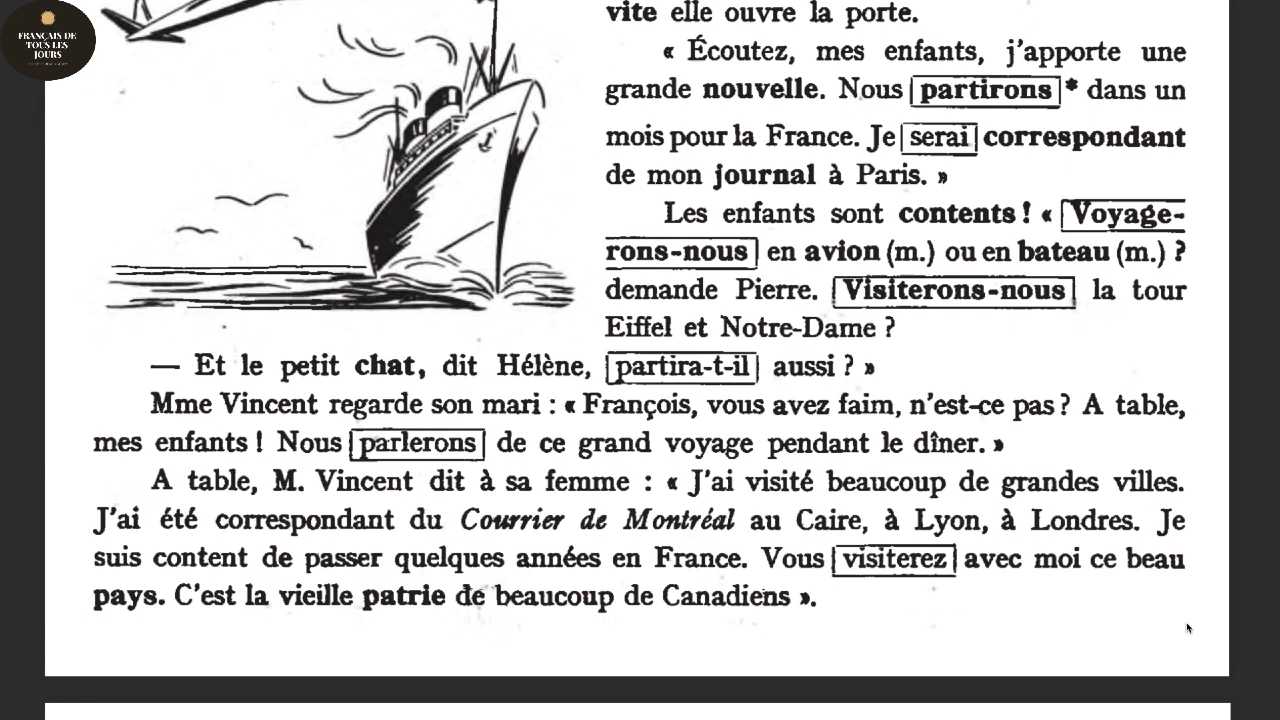 FRANÇAIS DE
TOUS LES
JOURS
vite elle ouvre la porte.
« Écoutez, mes enfants, j'apporte une
grande nouvelle. Nous partirons* dans un
mois pour la France. Je serai correspondant
de mon journal à Paris. »
Les enfants sont contents ! « Voyage-
rons-nous en avion (m.) ou en bateau (m.) ?
demande Pierre. Visiterons-nous la tour
Eiffel et Notre-Dame ?
— Et le petit chat, dit Hélène, partira-t-il aussi ? »
Mme Vincent regarde son mari : « François, vous avez faim, n'est-ce pas ? A table,
mes enfants ! Nous parlerons de ce grand voyage pendant le dîner. »
A table, M. Vincent dit à sa femme : « J'ai visité beaucoup de grandes villes.
J'ai été correspondant du Courrier de Montréal au Caire, à Lyon, à Londres. Je
suis content de passer quelques années en France. Vous visiterez avec moi ce beau
pays. C'est la vieille patrie de beaucoup de Canadiens ».